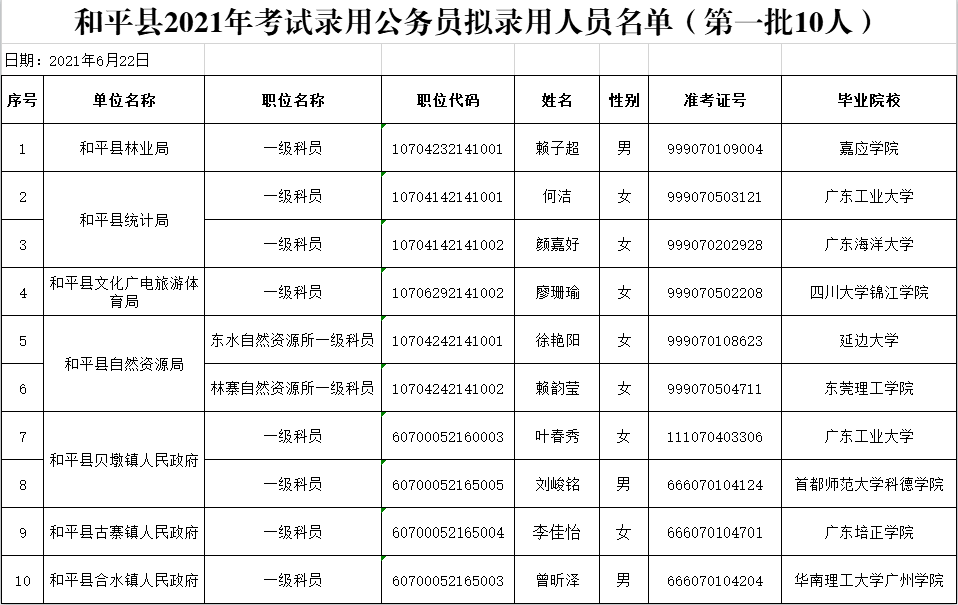 和平县2021年考试录用公务员拟录用人员名单（第一批10人）
日期：2021年6月22日
序号 单位名称 职位名称 职位代码 姓名 性别 准考证号 毕业院校
1 和平县林业局 一级科员 10704232141001 赖子超 男 999070109004 嘉应学院
2 和平县统计局 一级科员 10704142141001 何洁 女 999070503121 广东工业大学
3 一级科员 10704142141002 颜嘉好 女 999070202928 广东海洋大学
4 和平县文化广电旅游体育局 一级科员 10706292141002 廖珊瑜 女 999070502208 四川大学锦江学院
5 和平县自然资源局 东水自然资源所一级科员 10704242141001 徐艳阳 女 999070108623 延边大学
6 林寨自然资源所一级科员 10704242141002 赖韵莹 女 999070504711 东莞理工学院
7 和平县贝墩镇人民政府 一级科员 60700052160003 叶春秀 女 111070403306 广东工业大学
8 一级科员 60700052165005 刘峻铭 男 666070104124 首都师范大学科德学院
9 和平县古寨镇人民政府 一级科员 60700052165004 李佳怡 女 666070104701 广东培正学院
10 和平县合水镇人民政府 一级科员 60700052165003 曾昕泽 男 666070104204 华南理工大学广州学院